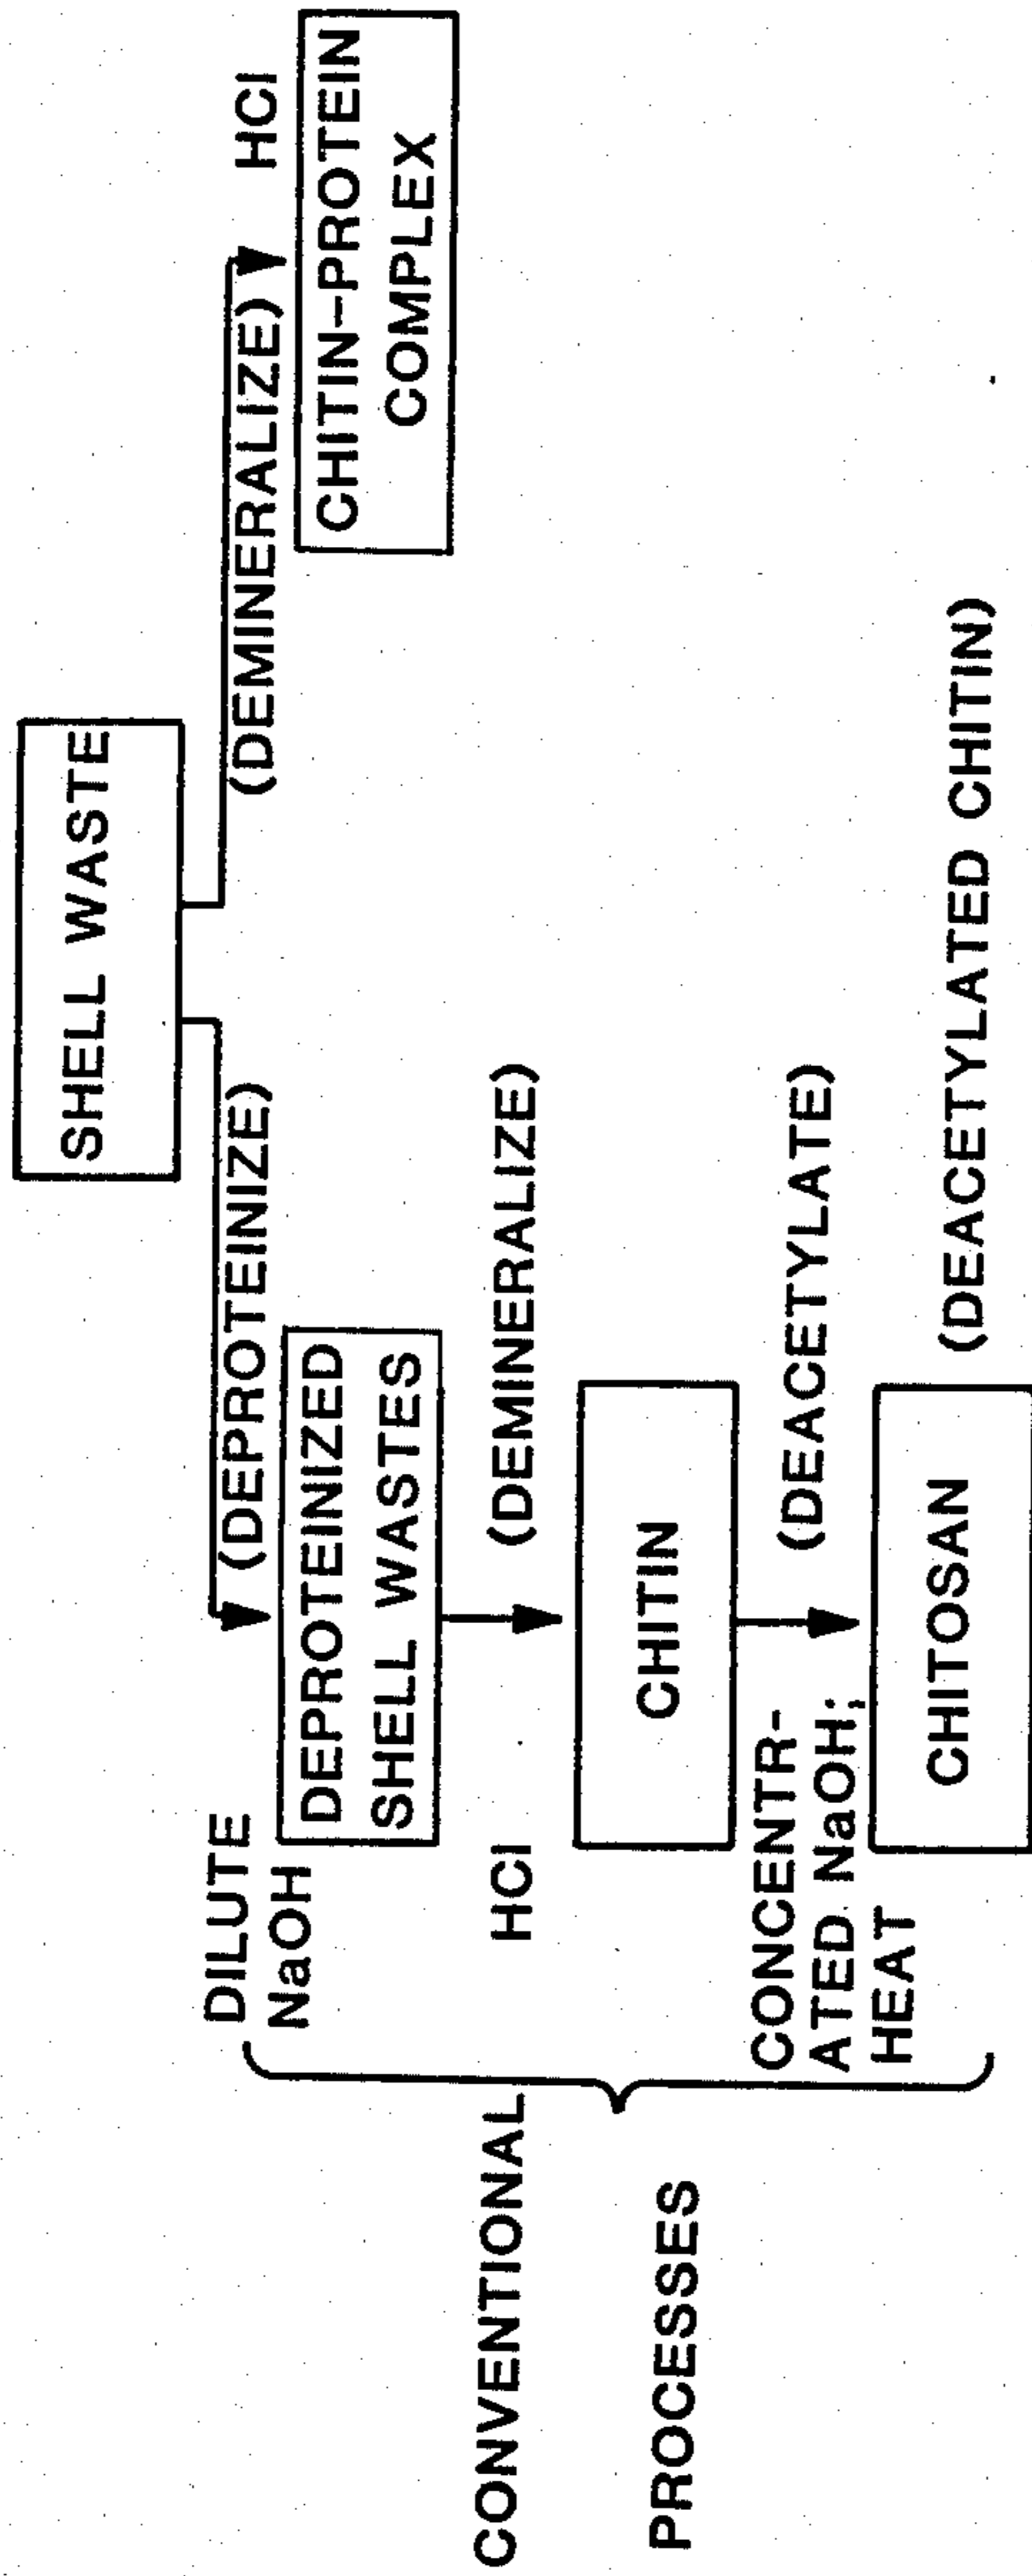 SHELL WASTE
(DEPROTEINIZE)
(DEMINERALIZE)
HCl
DILUTE
NaOH
DEPROTEINIZED
SHELL WASTES
CHITIN-PROTEIN
COMPLEX
CONVENTIONAL
PROCESSES
HCl
(DEMINERALIZE)
CHITIN
CONCENTR-
ATED NaOH;
HEAT
(DEACETYLATE)
CHITOSAN
(DEACETYLATED CHITIN)